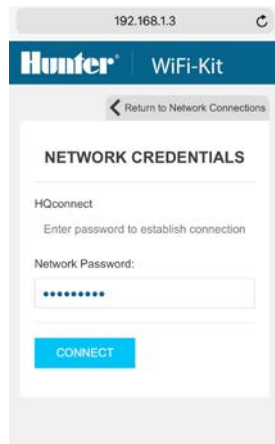 192.168.1.3
Hunter® WiFi-Kit
Return to Network Connections
NETWORK CREDENTIALS
HQconnect
Enter password to establish connection
Network Password:
•••••••••
CONNECT